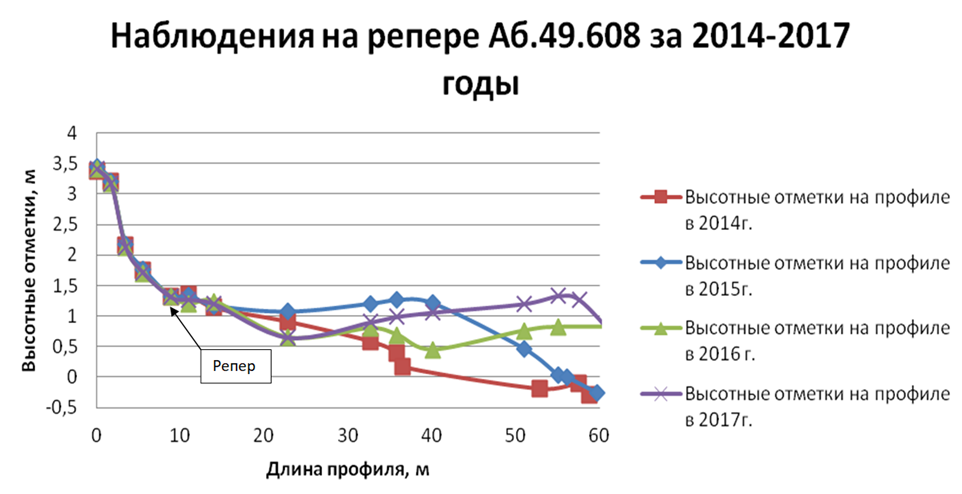 Наблюдения на репере Аб.49.608 за 2014-2017
годы
Высотные отметки, м
4
3,5
3
2,5
2
1,5
1
0,5
0
-0,5
Репер
0
10
20
30
40
50
60
Длина профиля, м
Высотные отметки на профиле
в 2014г.
Высотные отметки на профиле
в 2015г.
Высотные отметки на профиле
в 2016 г.
Высотные отметки на профиле
в 2017г.